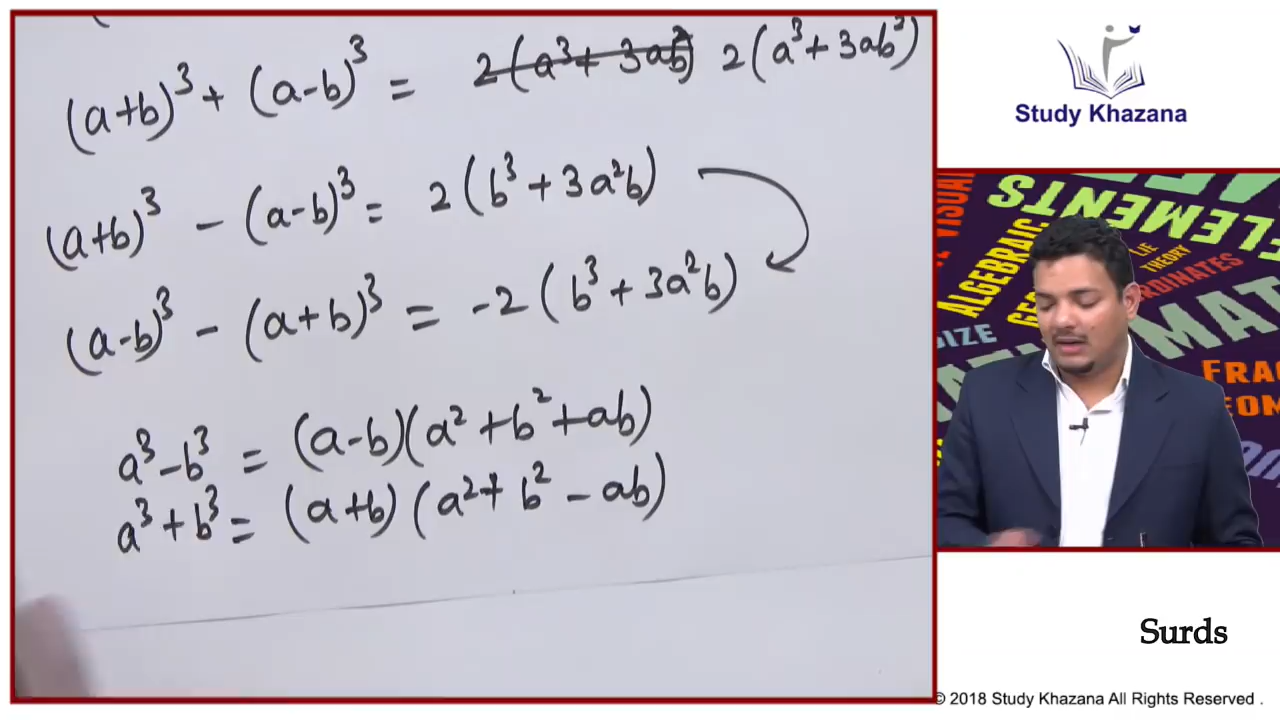 (a+b)³ + (a-b)³ = 2(a³+ 3ab²) 2(a³+ 3ab²)
(a+b)³ - (a-b)³ = 2(b³ + 3a²b)
(a-b)³ - (a+b)³ = -2(b³ + 3a²b)
a³-b³ = (a-b)(a²+b²+ab)
a³+b³ = (a+b)(a²+b²-ab)
Study Khazana
VISUAL
ELEMENTS
ALGEBRAIC
LIE
THEORY
SIZE
MAT
FRAC
Surds
© 2018 Study Khazana All Rights Reserved .